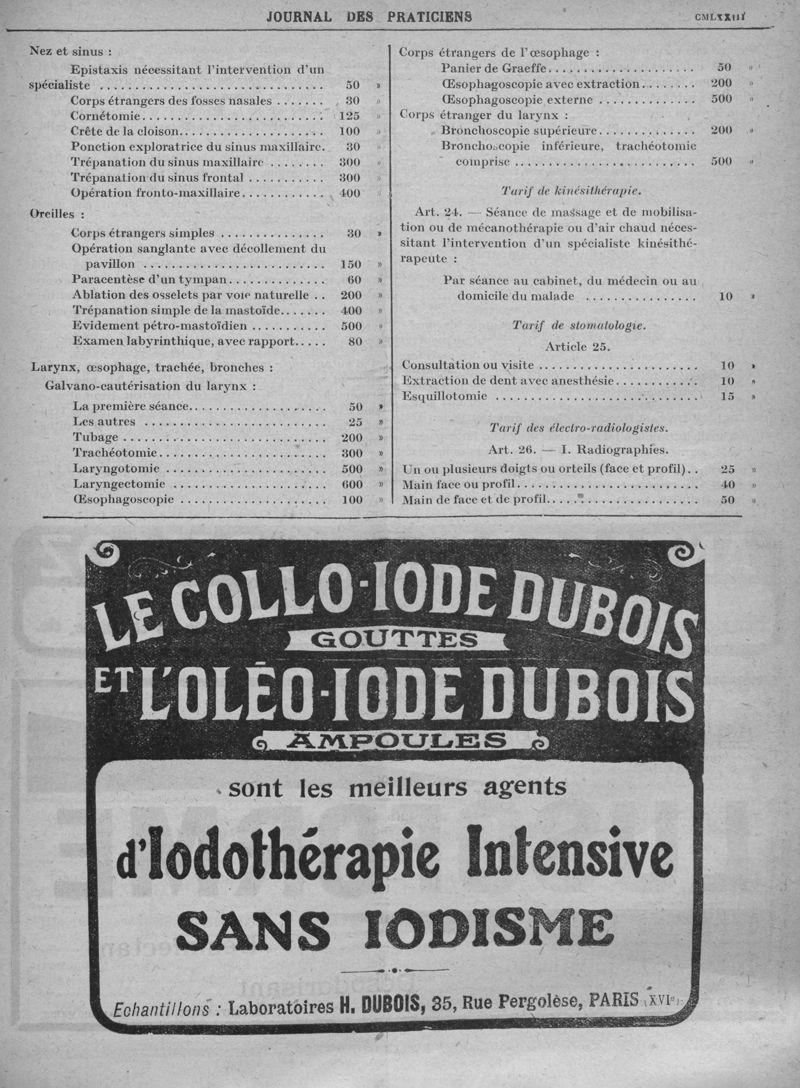 JOURNAL DES PRATICIENS
CMLXXIII
Nez et sinus :
Epistaxis nécessitant l'intervention d'un
spécialiste ................................ 50 »
Corps étrangers des fosses nasales ....... 30 »
Cornétomie .......................... 125 »
Crête de la cloison..................... 100 »
Ponction exploratrice du sinus maxillaire. 30 »
Trépanation du sinus maxillaire ........ 300 »
Trépanation du sinus frontal ........... 300 »
Opération fronto-maxillaire............ 400 »
Oreilles :
Corps étrangers simples ............... 30 »
Opération sanglante avec décollement du
pavillon .......................... 150 »
Paracentèse d'un tympan.............. 60 »
Ablation des osselets par voie naturelle .. 200 »
Trépanation simple de la mastoïde....... 400 »
Evidement pétro-mastoïdien ........... 500 »
Examen labyrinthique, avec rapport..... 80 »
Larynx, œsophage, trachée, bronches :
Galvano-cautérisation du larynx :
La première séance.................... 50 »
Les autres .......................... 25 »
Tubage ............................. 200 »
Trachéotomie ........................ 300 »
Laryngotomie ....................... 500 »
Laryngectomie ...................... 600 »
Œsophagoscopie ..................... 100 »
Corps étrangers de l'œsophage :
Panier de Graeffe..................... 50 »
Œsophagoscopie avec extraction........ 200 »
Œsophagoscopie externe .............. 500 »
Corps étranger du larynx :
Bronchoscopie supérieure.............. 200 »
Bronchoscopie inférieure, trachéotomie
comprise .......................... 500 »
Tarif de kinésithérapie.
Art. 24. — Séance de massage et de mobilisa-
tion ou de mécanothérapie ou d'air chaud néces-
sitant l'intervention d'un spécialiste kinésithé-
rapeute :
Par séance au cabinet, du médecin ou au
domicile du malade ................ 10 »
Tarif de stomatologie.
Article 25.
Consultation ou visite ....................... 10 »
Extraction de dent avec anesthésie............ 10 »
Esquillotomie ............................. 15 »
Tarif des électro-radiologistes.
Art. 26. — I. Radiographies.
Un ou plusieurs doigts ou orteils (face et profil).. 25 »
Main face ou profil.......................... 40 »
Main de face et de profil...................... 50 »
LE COLLO-IODE DUBOIS
GOUTTES
ET L'OLÉO-IODE DUBOIS
AMPOULES
sont les meilleurs agents
d'Iodothérapie Intensive
SANS IODISME
Echantillons : Laboratoires H. DUBOIS, 35, Rue Pergolèse, PARIS (XVIe).